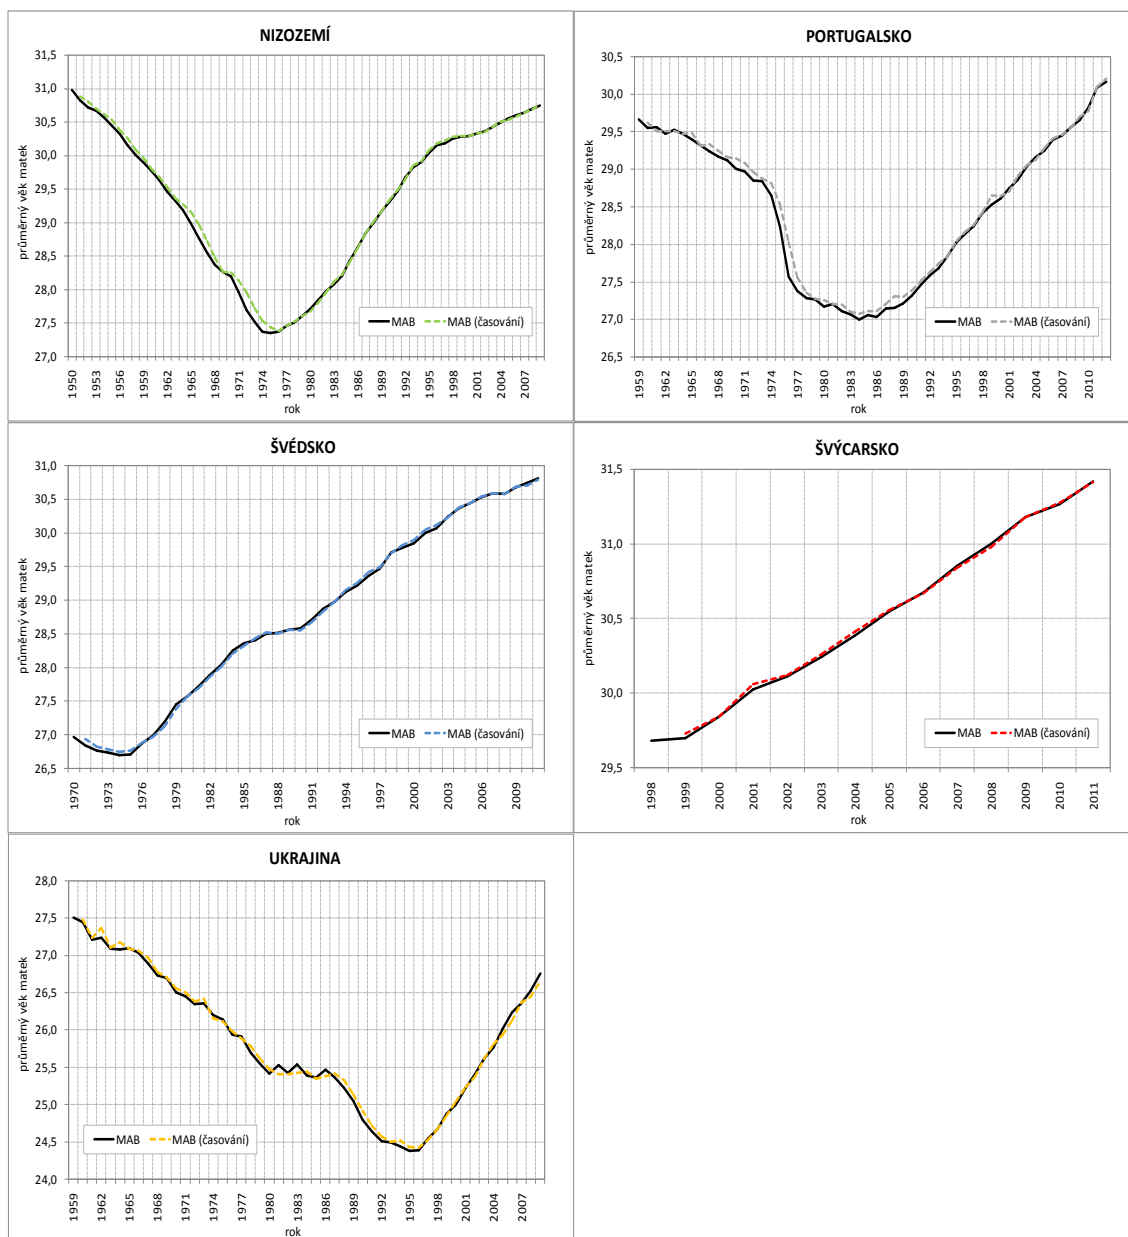 NIZOZEMÍ
průměrný věk matek
31,5
31,0
30,5
30,0
29,5
29,0
28,5
28,0
27,5
27,0
MAB
MAB (časování)
1950 1953 1956 1959 1962 1965 1968 1971 1974 1977 1980 1983 1986 1989 1992 1995 1998 2001 2004 2007
rok
PORTUGALSKO
průměrný věk matek
30,5
30,0
29,5
29,0
28,5
28,0
27,5
27,0
26,5
MAB
MAB (časování)
1959 1962 1965 1968 1971 1974 1977 1980 1983 1986 1989 1992 1995 1998 2001 2004 2007 2010
rok
ŠVÉDSKO
průměrný věk matek
31,0
30,5
30,0
29,5
29,0
28,5
28,0
27,5
27,0
26,5
MAB
MAB (časování)
1970 1973 1976 1979 1982 1985 1988 1991 1994 1997 2000 2003 2006 2009
rok
ŠVÝCARSKO
průměrný věk matek
31,5
31,0
30,5
30,0
29,5
MAB
MAB (časování)
1998 1999 2000 2001 2002 2003 2004 2005 2006 2007 2008 2009 2010 2011
rok
UKRAJINA
průměrný věk matek
28,0
27,5
27,0
26,5
26,0
25,5
25,0
24,5
24,0
MAB
MAB (časování)
1959 1962 1965 1968 1971 1974 1977 1980 1983 1986 1989 1992 1995 1998 2001 2004 2007
rok